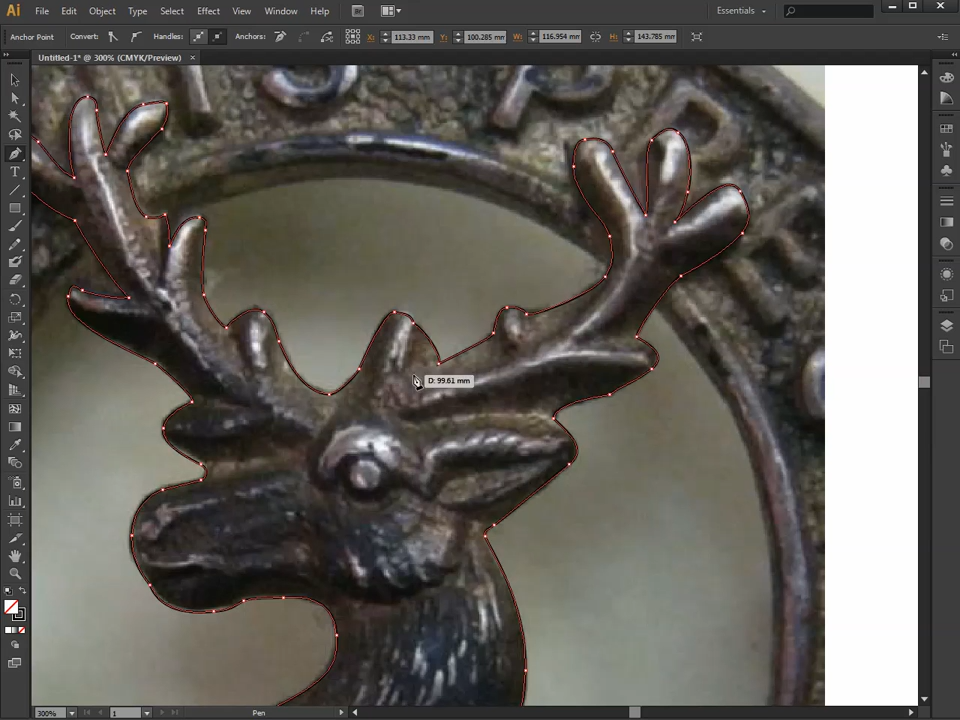 Ai File Edit Object Type Select Effect View Window Help Br Essentials
Anchor Point Convert: Handles: Anchors: X: 113.33 mm Y: 100.285 mm W: 116.954 mm H: 143.785 mm
Untitled-1* @ 300% (CMYK/Preview) ×
D: 99.61 mm
300% 1 Pen